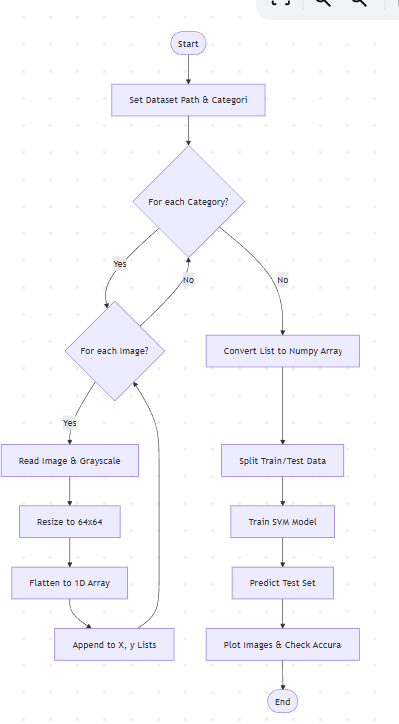 Start
Set Dataset Path & Categori
For each Category?
Yes
No
No
For each Image?
Convert List to Numpy Array
Yes
Read Image & Grayscale
Split Train/Test Data
Resize to 64x64
Train SVM Model
Flatten to 1D Array
Predict Test Set
Append to X, y Lists
Plot Images & Check Accura
End